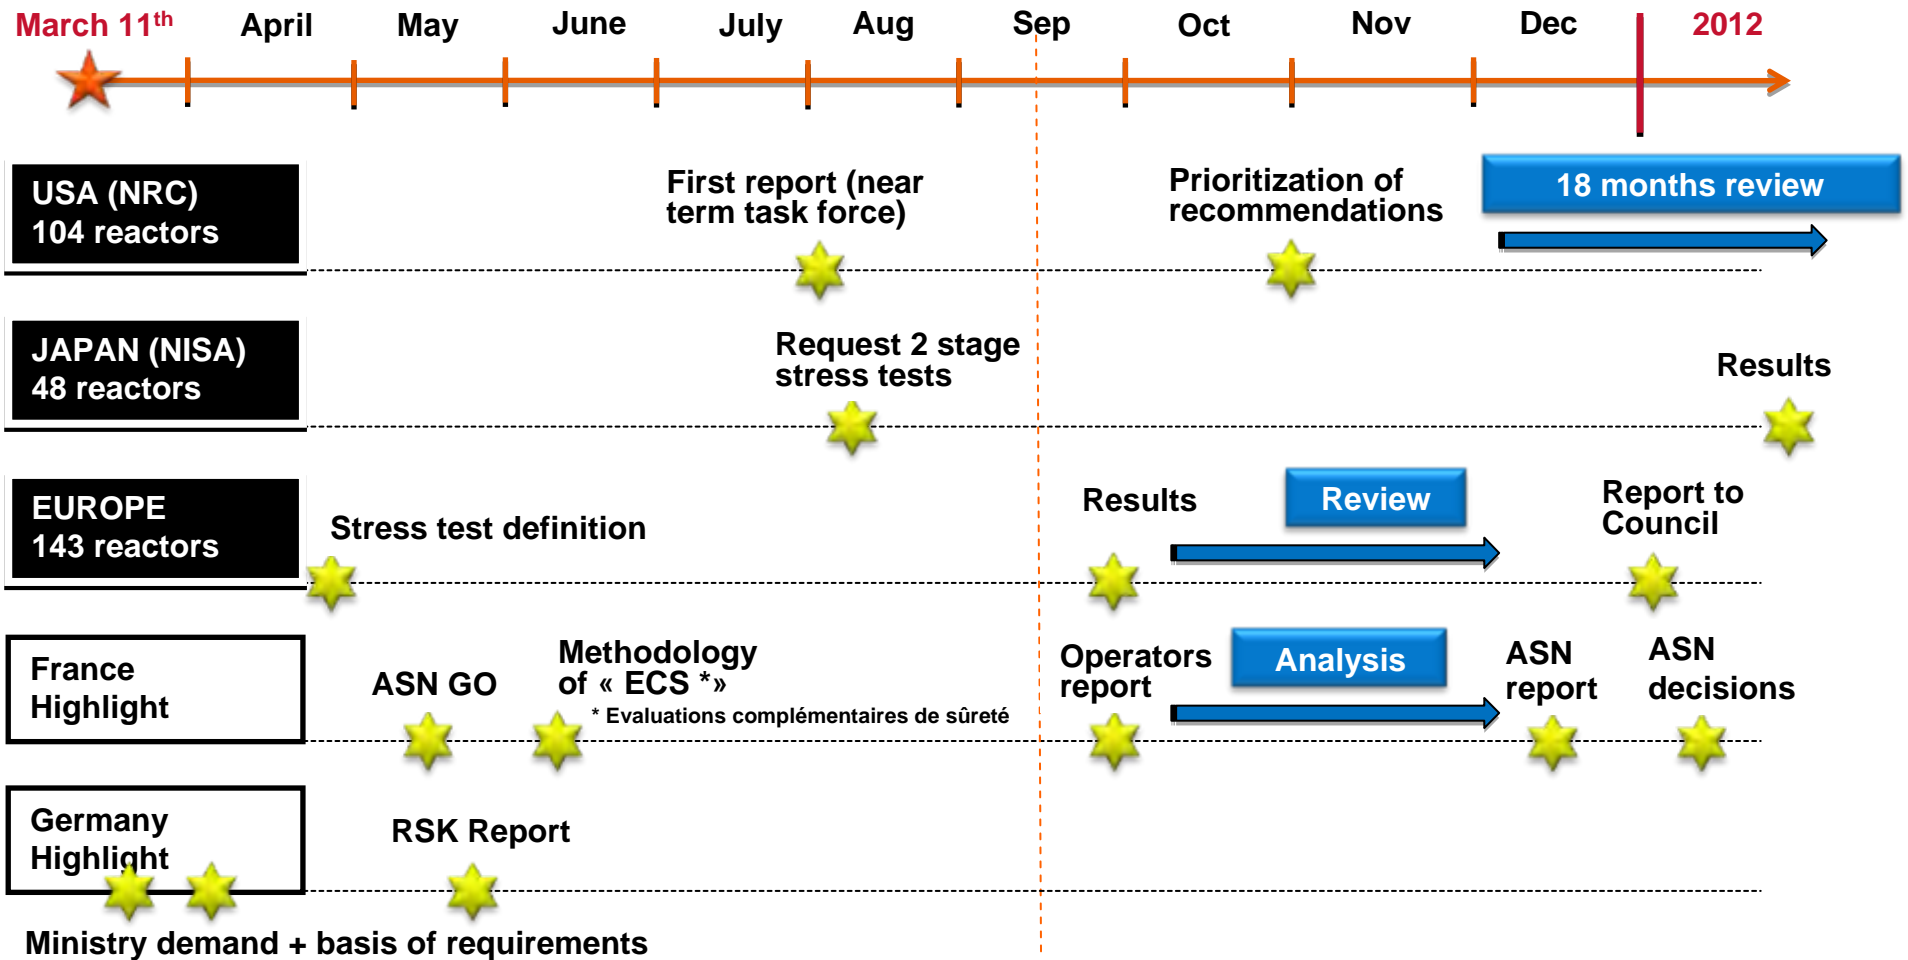 March 11th April May June July Aug Sep Oct Nov Dec 2012
USA (NRC)
104 reactors
First report (near
term task force)
Prioritization of
recommendations
18 months review
JAPAN (NISA)
48 reactors
Request 2 stage
stress tests
Results
EUROPE
143 reactors
Stress test definition
Results
Review
Report to
Council
France
Highlight
ASN GO
Methodology
of « ECS *»
* Evaluations complémentaires de sûreté
Operators
report
Analysis
ASN
report
ASN
decisions
Germany
Highlight
RSK Report
Ministry demand + basis of requirements